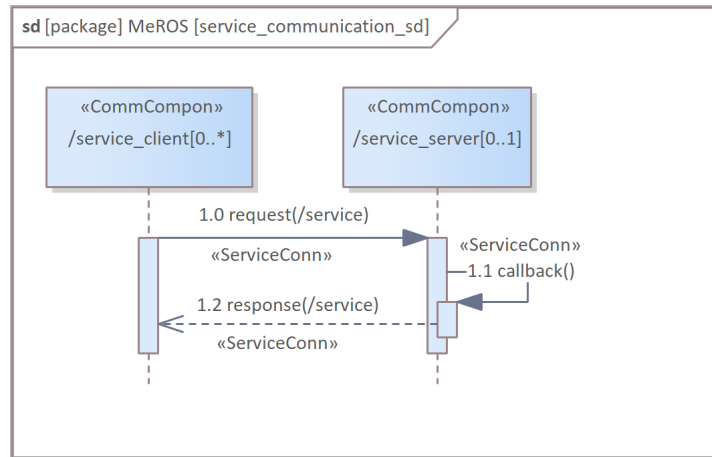 sd [package] MeROS [service_communication_sd]
«CommCompon»
/service_client[0..*]
«CommCompon»
/service_server[0..1]
1.0 request(/service)
«ServiceConn»
«ServiceConn»
1.1 callback()
1.2 response(/service)
«ServiceConn»